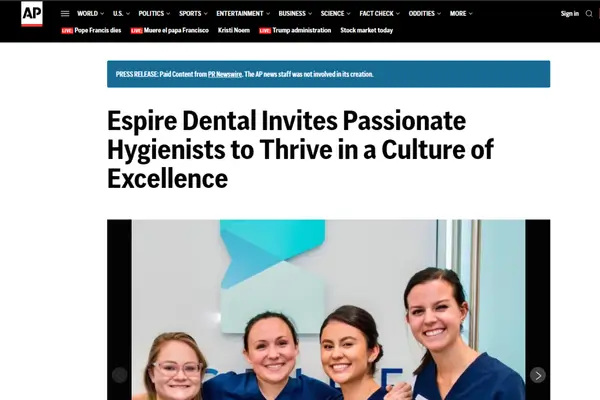 AP
WORLD U.S. POLITICS SPORTS ENTERTAINMENT BUSINESS SCIENCE FACT CHECK ODDITIES MORE Sign in
LIVE: Pope Francis dies LIVE: Muere el papa Francisco Kristi Noem LIVE: Trump administration Stock market today
PRESS RELEASE: Paid Content from PR Newswire. The AP news staff was not involved in its creation.
Espire Dental Invites Passionate
Hygienists to Thrive in a Culture of
Excellence